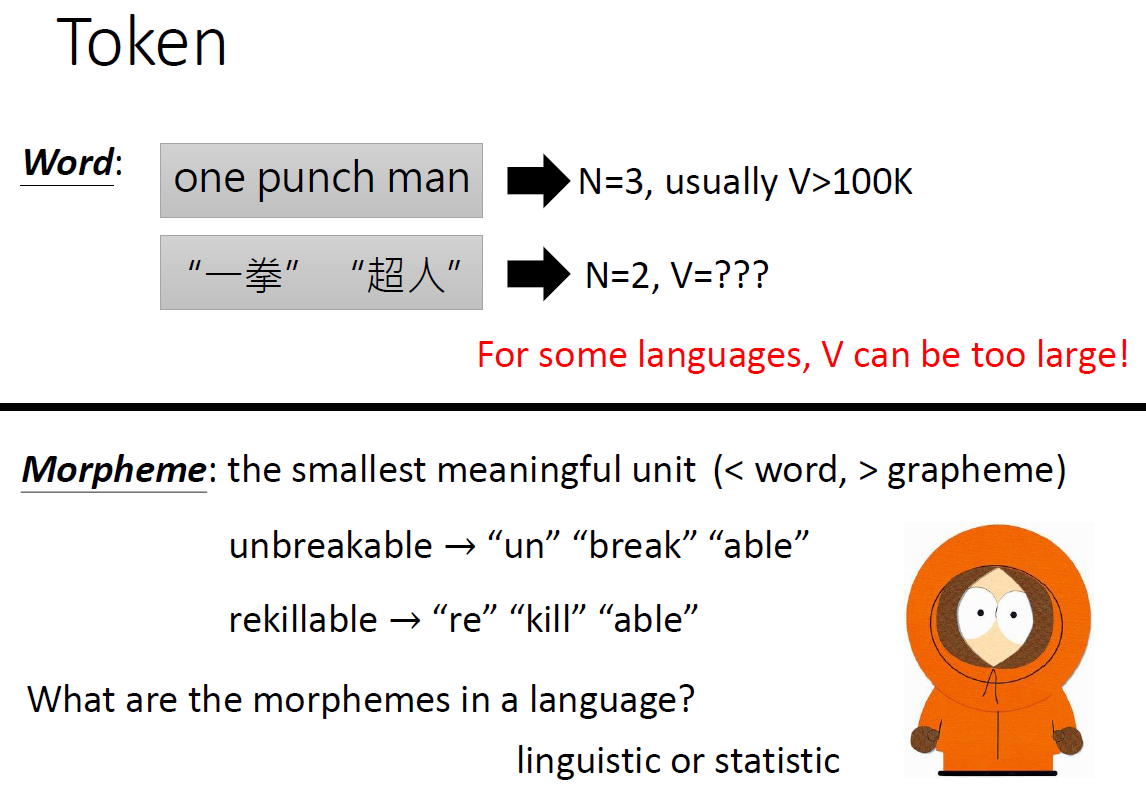 Token
Word:
one punch man
N=3, usually V>100K
“一拳” “超人”
N=2, V=???
For some languages, V can be too large!
Morpheme: the smallest meaningful unit (< word, > grapheme)
unbreakable → “un” “break” “able”
rekillable → “re” “kill” “able”
What are the morphemes in a language?
linguistic or statistic